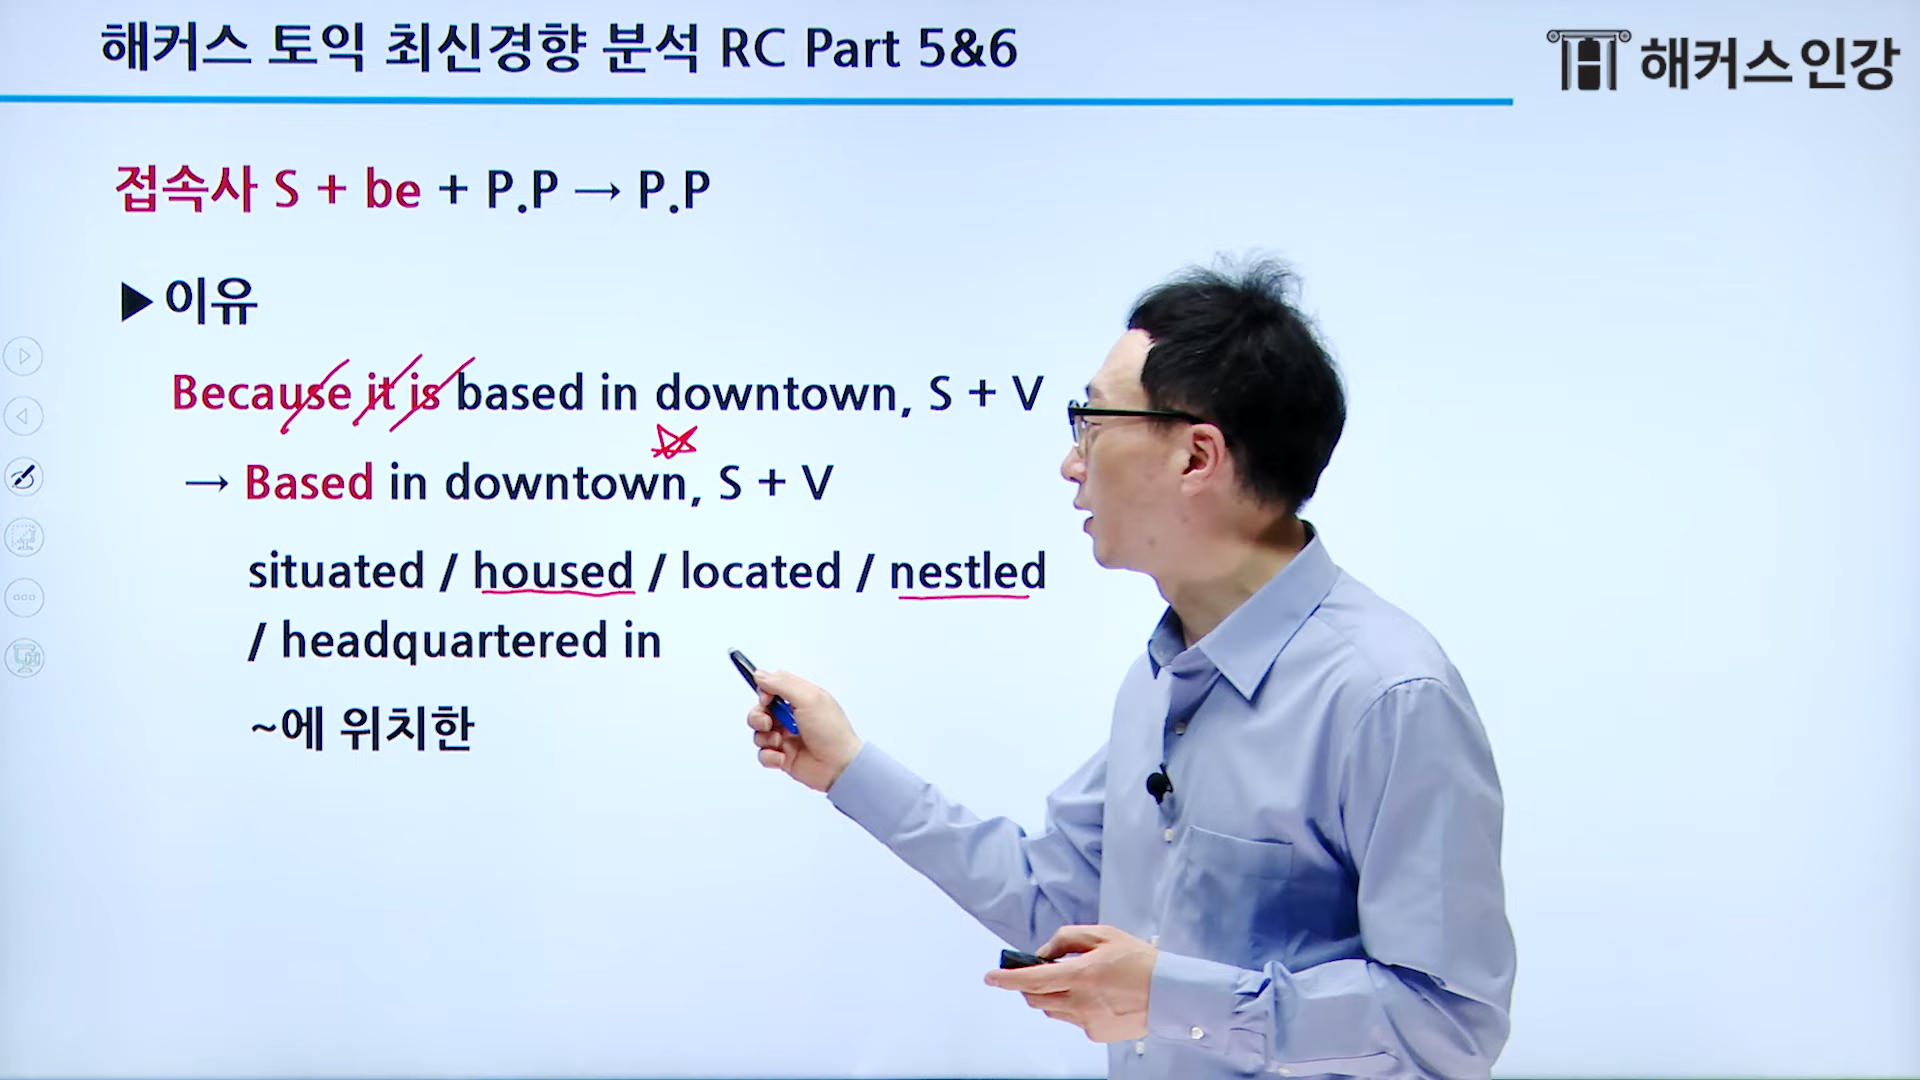 해커스 토익 최신경향 분석 RC Part 5&6
해커스인강
접속사 S + be + P.P → P.P
▶ 이유
Because it is based in downtown, S + V
→ Based in downtown, S + V
situated / housed / located / nestled
/ headquartered in
~에 위치한